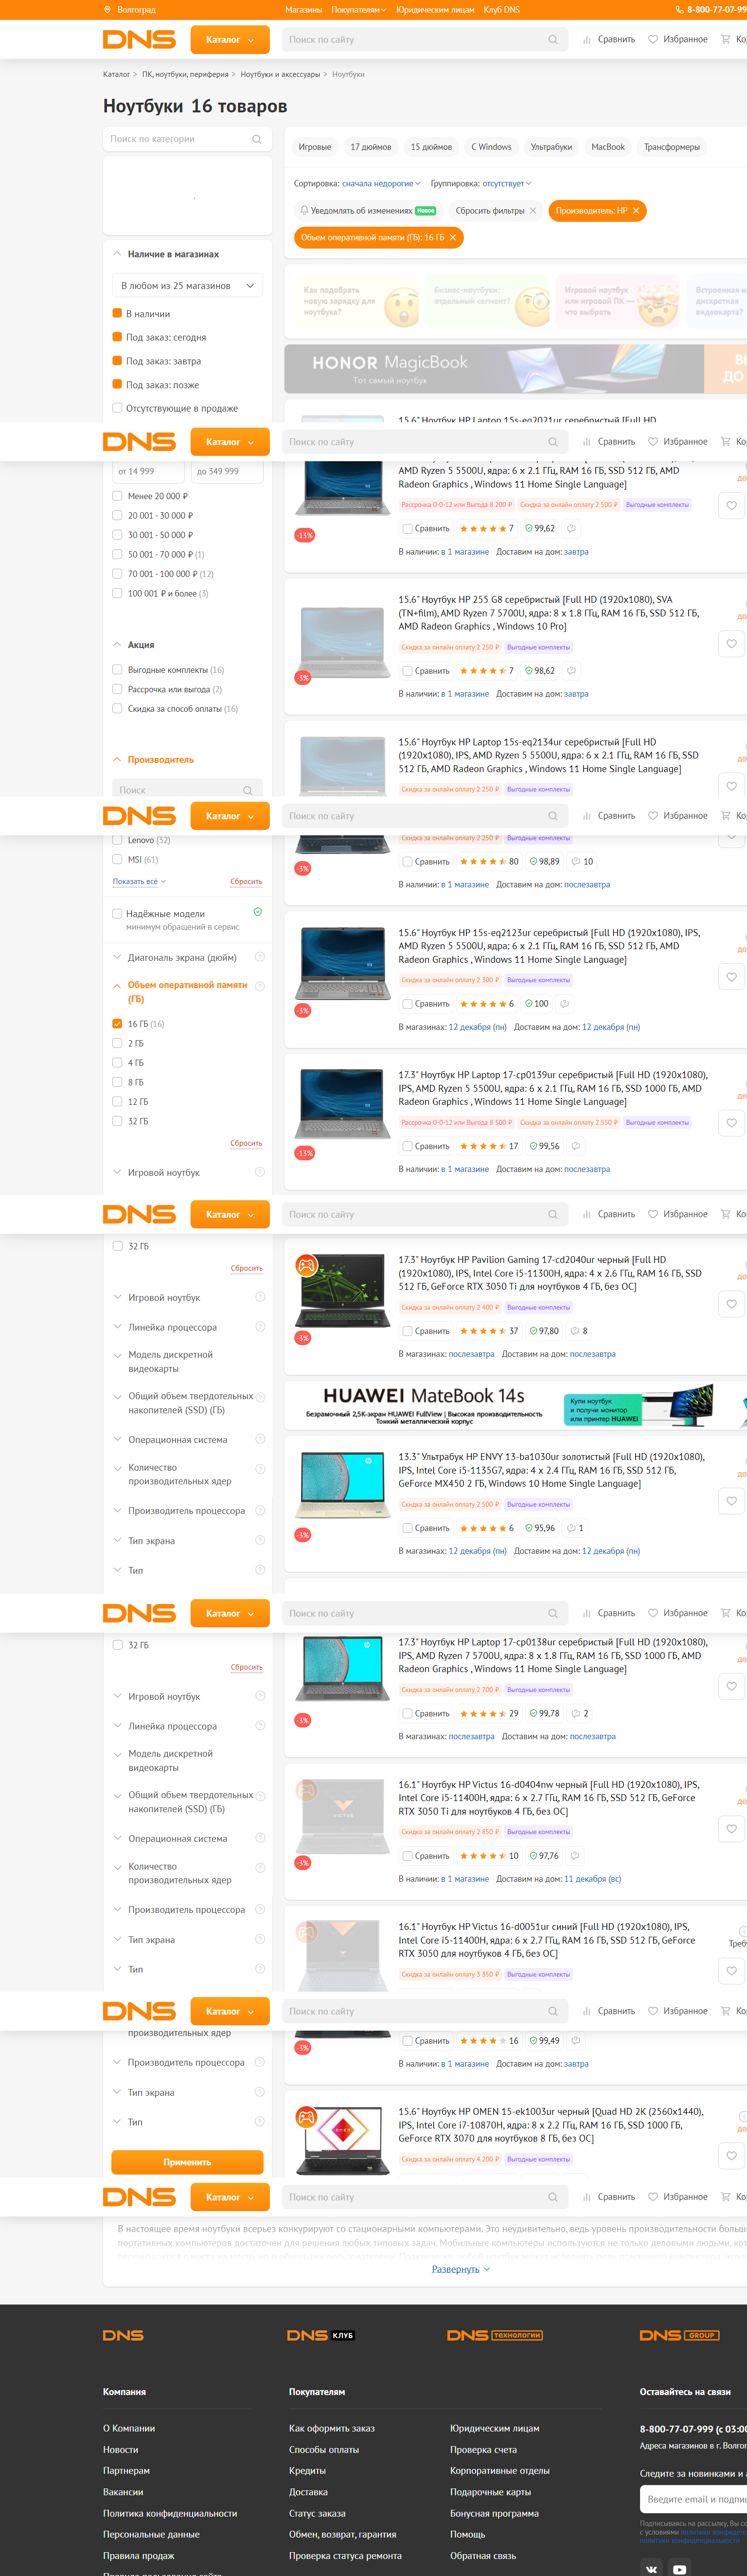 Волгоград
Магазины Покупателям Юридическим лицам Клуб DNS
8-800-77-07-99
DNS
Каталог
Поиск по сайту
Сравнить Избранное Ко
Каталог > ПК, ноутбуки, периферия > Ноутбуки и аксессуары > Ноутбуки
Ноутбуки 16 товаров
Поиск по категории
Игровые 17 дюймов 15 дюймов С Windows Ультрабуки MacBook Трансформеры
Сортировка: сначала недорогие Группировка: отсутствует
Уведомлять об изменениях Новое Сбросить фильтры Производитель: HP
Объем оперативной памяти (ГБ): 16 ГБ
Наличие в магазинах
В любом из 25 магазинов
В наличии
Под заказ: сегодня
Под заказ: завтра
Под заказ: позже
Отсутствующие в продаже
Как подобрать
новую зарядку для
ноутбука?
Бизнес-ноутбуки:
отдельный сегмент?
Игровой ноутбук
или игровой ПК —
что выбрать
Встроенная и
дискретная
видеокарта?
HONOR MagicBook
Тот самый ноутбук
ДО
15.6" Ноутбук HP Laptop 15s-eq2021ur серебристый [Full HD
DNS
Каталог
Поиск по сайту
Сравнить Избранное Ко
от 14 999
до 349 999
Менее 20 000 ₽
20 001 - 30 000 ₽
30 001 - 50 000 ₽
50 001 - 70 000 ₽ (1)
70 001 - 100 000 ₽ (12)
100 001 ₽ и более (3)
Акция
Выгодные комплекты (16)
Рассрочка или выгода (2)
Скидка за способ оплаты (16)
Производитель
Поиск
AMD Ryzen 5 5500U, ядра: 6 x 2.1 ГГц, RAM 16 ГБ, SSD 512 ГБ, AMD
Radeon Graphics , Windows 11 Home Single Language]
Рассрочка 0-0-12 или Выгода 8 200 ₽ Скидка за онлайн оплату 2 500 ₽ Выгодные комплекты
-13%
Сравнить 7 99,62
В наличии: в 1 магазине Доставим на дом: завтра
15.6" Ноутбук HP 255 G8 серебристый [Full HD (1920x1080), SVA
(TN+film), AMD Ryzen 7 5700U, ядра: 8 x 1.8 ГГц, RAM 16 ГБ, SSD 512 ГБ,
AMD Radeon Graphics , Windows 10 Pro]
Скидка за онлайн оплату 2 250 ₽ Выгодные комплекты
-3%
Сравнить 7 98,62
В наличии: в 1 магазине Доставим на дом: завтра
15.6" Ноутбук HP Laptop 15s-eq2134ur серебристый [Full HD
(1920x1080), IPS, AMD Ryzen 5 5500U, ядра: 6 x 2.1 ГГц, RAM 16 ГБ, SSD
512 ГБ, AMD Radeon Graphics , Windows 11 Home Single Language]
Скидка за онлайн оплату 2 250 ₽ Выгодные комплекты
DNS
Каталог
Поиск по сайту
Сравнить Избранное Ко
Lenovo (32)
MSI (61)
Показать всё Сбросить
Надёжные модели
минимум обращений в сервис
Диагональ экрана (дюйм)
Объем оперативной памяти
(ГБ)
16 ГБ (16)
2 ГБ
4 ГБ
8 ГБ
12 ГБ
32 ГБ
Сбросить
Игровой ноутбук
Скидка за онлайн оплату 2 250 ₽ Выгодные комплекты
-3%
Сравнить 80 98,89 10
В наличии: в 1 магазине Доставим на дом: послезавтра
15.6" Ноутбук HP 15s-eq2123ur серебристый [Full HD (1920x1080), IPS,
AMD Ryzen 5 5500U, ядра: 6 x 2.1 ГГц, RAM 16 ГБ, SSD 512 ГБ, AMD
Radeon Graphics , Windows 11 Home Single Language]
Скидка за онлайн оплату 2 300 ₽ Выгодные комплекты
-3%
Сравнить 6 100
В магазинах: 12 декабря (пн) Доставим на дом: 12 декабря (пн)
17.3" Ноутбук HP Laptop 17-cp0139ur серебристый [Full HD (1920x1080),
IPS, AMD Ryzen 5 5500U, ядра: 6 x 2.1 ГГц, RAM 16 ГБ, SSD 1000 ГБ, AMD
Radeon Graphics , Windows 11 Home Single Language]
Рассрочка 0-0-12 или Выгода 8 500 ₽ Скидка за онлайн оплату 2 550 ₽ Выгодные комплекты
-13%
Сравнить 17 99,56
В наличии: в 1 магазине Доставим на дом: послезавтра
DNS
Каталог
Поиск по сайту
Сравнить Избранное Ко
32 ГБ
Сбросить
Игровой ноутбук
Линейка процессора
Модель дискретной
видеокарты
Общий объем твердотельных
накопителей (SSD) (ГБ)
Операционная система
Количество
производительных ядер
Производитель процессора
Тип экрана
Тип
17.3" Ноутбук HP Pavilion Gaming 17-cd2040ur черный [Full HD
(1920x1080), IPS, Intel Core i5-11300H, ядра: 4 x 2.6 ГГц, RAM 16 ГБ, SSD
512 ГБ, GeForce RTX 3050 Ti для ноутбуков 4 ГБ, без ОС]
Скидка за онлайн оплату 2 400 ₽ Выгодные комплекты
-3%
Сравнить 37 97,80 8
В магазинах: послезавтра Доставим на дом: послезавтра
HUAWEI MateBook 14s
Безрамочный, 2,5K-экран HUAWEI FullView | Высокая производительность
Тонкий металлический корпус
Купи ноутбук
и получи монитор
или принтер HUAWEI
13.3" Ультрабук HP ENVY 13-ba1030ur золотистый [Full HD (1920x1080),
IPS, Intel Core i5-1135G7, ядра: 4 x 2.4 ГГц, RAM 16 ГБ, SSD 512 ГБ,
GeForce MX450 2 ГБ, Windows 10 Home Single Language]
Скидка за онлайн оплату 2 500 ₽ Выгодные комплекты
-3%
Сравнить 6 95,96 1
В магазинах: 12 декабря (пн) Доставим на дом: 12 декабря (пн)
DNS
Каталог
Поиск по сайту
Сравнить Избранное Ко
32 ГБ
Сбросить
Игровой ноутбук
Линейка процессора
Модель дискретной
видеокарты
Общий объем твердотельных
накопителей (SSD) (ГБ)
Операционная система
Количество
производительных ядер
Производитель процессора
Тип экрана
Тип
17.3" Ноутбук HP Laptop 17-cp0138ur серебристый [Full HD (1920x1080),
IPS, AMD Ryzen 7 5700U, ядра: 8 x 1.8 ГГц, RAM 16 ГБ, SSD 1000 ГБ, AMD
Radeon Graphics , Windows 11 Home Single Language]
Скидка за онлайн оплату 2 700 ₽ Выгодные комплекты
-3%
Сравнить 29 99,78 2
В магазинах: послезавтра Доставим на дом: послезавтра
16.1" Ноутбук HP Victus 16-d0404nw черный [Full HD (1920x1080), IPS,
Intel Core i5-11400H, ядра: 6 x 2.7 ГГц, RAM 16 ГБ, SSD 512 ГБ, GeForce
RTX 3050 Ti для ноутбуков 4 ГБ, без ОС]
Скидка за онлайн оплату 2 850 ₽ Выгодные комплекты
-3%
Сравнить 10 97,76
В наличии: в 1 магазине Доставим на дом: 11 декабря (вс)
16.1" Ноутбук HP Victus 16-d0051ur синий [Full HD (1920x1080), IPS,
Intel Core i5-11400H, ядра: 6 x 2.7 ГГц, RAM 16 ГБ, SSD 512 ГБ, GeForce
RTX 3050 для ноутбуков 4 ГБ, без ОС]
Треб
Скидка за онлайн оплату 3 350 ₽ Выгодные комплекты
DNS
Каталог
Поиск по сайту
Сравнить Избранное Ко
производительных ядер
Производитель процессора
Тип экрана
Тип
Применить
-3%
Сравнить 16 99,49
В наличии: в 1 магазине Доставим на дом: завтра
15.6" Ноутбук HP OMEN 15-ek1003ur черный [Quad HD 2K (2560x1440),
IPS, Intel Core i7-10870H, ядра: 8 x 2.2 ГГц, RAM 16 ГБ, SSD 1000 ГБ,
GeForce RTX 3070 для ноутбуков 8 ГБ, без ОС]
Скидка за онлайн оплату 4 200 ₽ Выгодные комплекты
DNS
Каталог
Поиск по сайту
Сравнить Избранное Ко
В настоящее время ноутбуки всерьез конкурируют со стационарными компьютерами. Это неудивительно, ведь уровень производительности больш
портативных компьютеров достаточен для решения любых типовых задач. Мобильные компьютеры используются не только деловыми людьми, кот
Развернуть
DNS
DNS КЛУБ
DNS ТЕХНОЛОГИИ
DNS GROUP
Компания
О Компании
Новости
Партнерам
Вакансии
Политика конфиденциальности
Персональные данные
Правила продаж
Покупателям
Как оформить заказ
Способы оплаты
Кредиты
Доставка
Статус заказа
Обмен, возврат, гарантия
Проверка статуса ремонта
Юридическим лицам
Проверка счета
Корпоративные отделы
Подарочные карты
Бонусная программа
Помощь
Обратная связь
Оставайтесь на связи
8-800-77-07-999 (с 03:00
Адреса магазинов в г. Волгог
Следите за новинками и а
Введите email и подпи
Подписываясь на рассылку, Вы со
с условиями политики конфиден
политики конфиденциальности